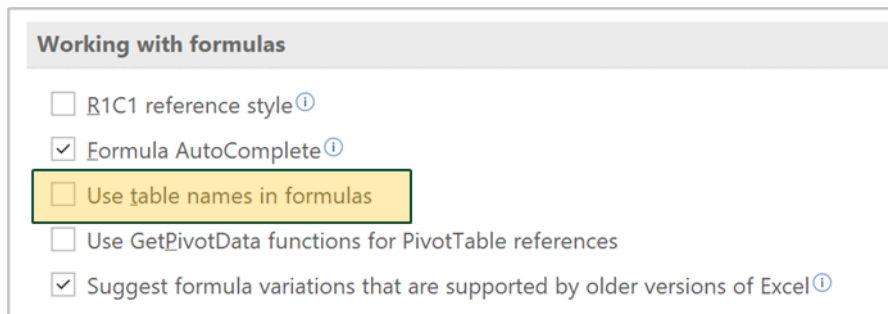 Working with formulas
R1C1 reference style
Formula AutoComplete
Use table names in formulas
Use GetPivotData functions for PivotTable references
Suggest formula variations that are supported by older versions of Excel